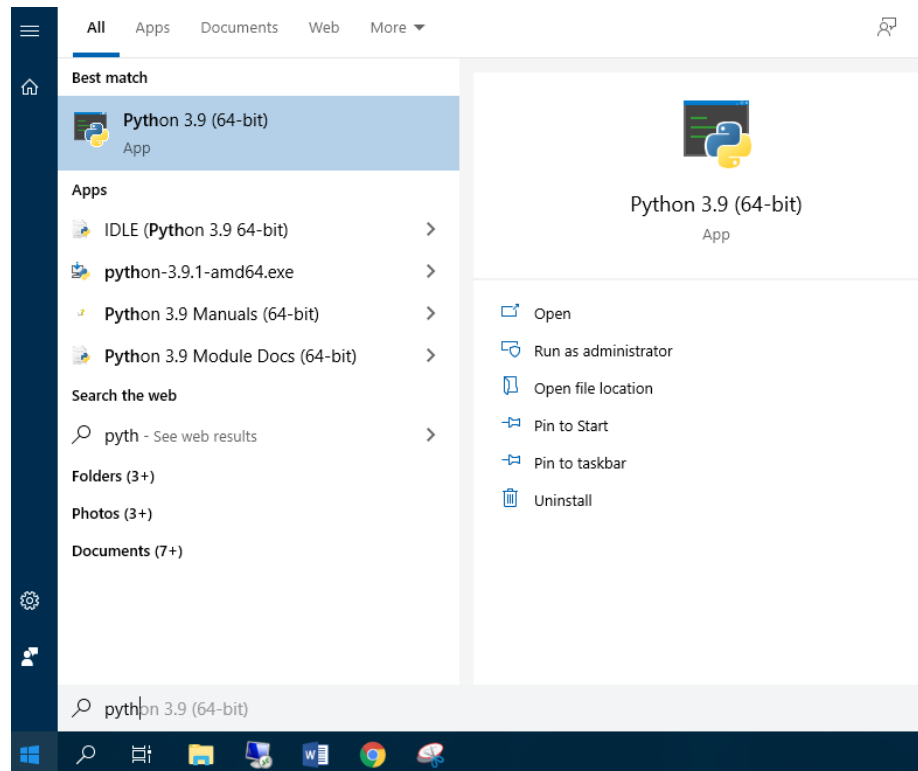 All Apps Documents Web More
Best match
Python 3.9 (64-bit)
App
Apps
IDLE (Python 3.9 64-bit)
python-3.9.1-amd64.exe
Python 3.9 Manuals (64-bit)
Python 3.9 Module Docs (64-bit)
Search the web
pyth - See web results
Folders (3+)
Photos (3+)
Documents (7+)
python 3.9 (64-bit)
Python 3.9 (64-bit)
App
Open
Run as administrator
Open file location
Pin to Start
Pin to taskbar
Uninstall